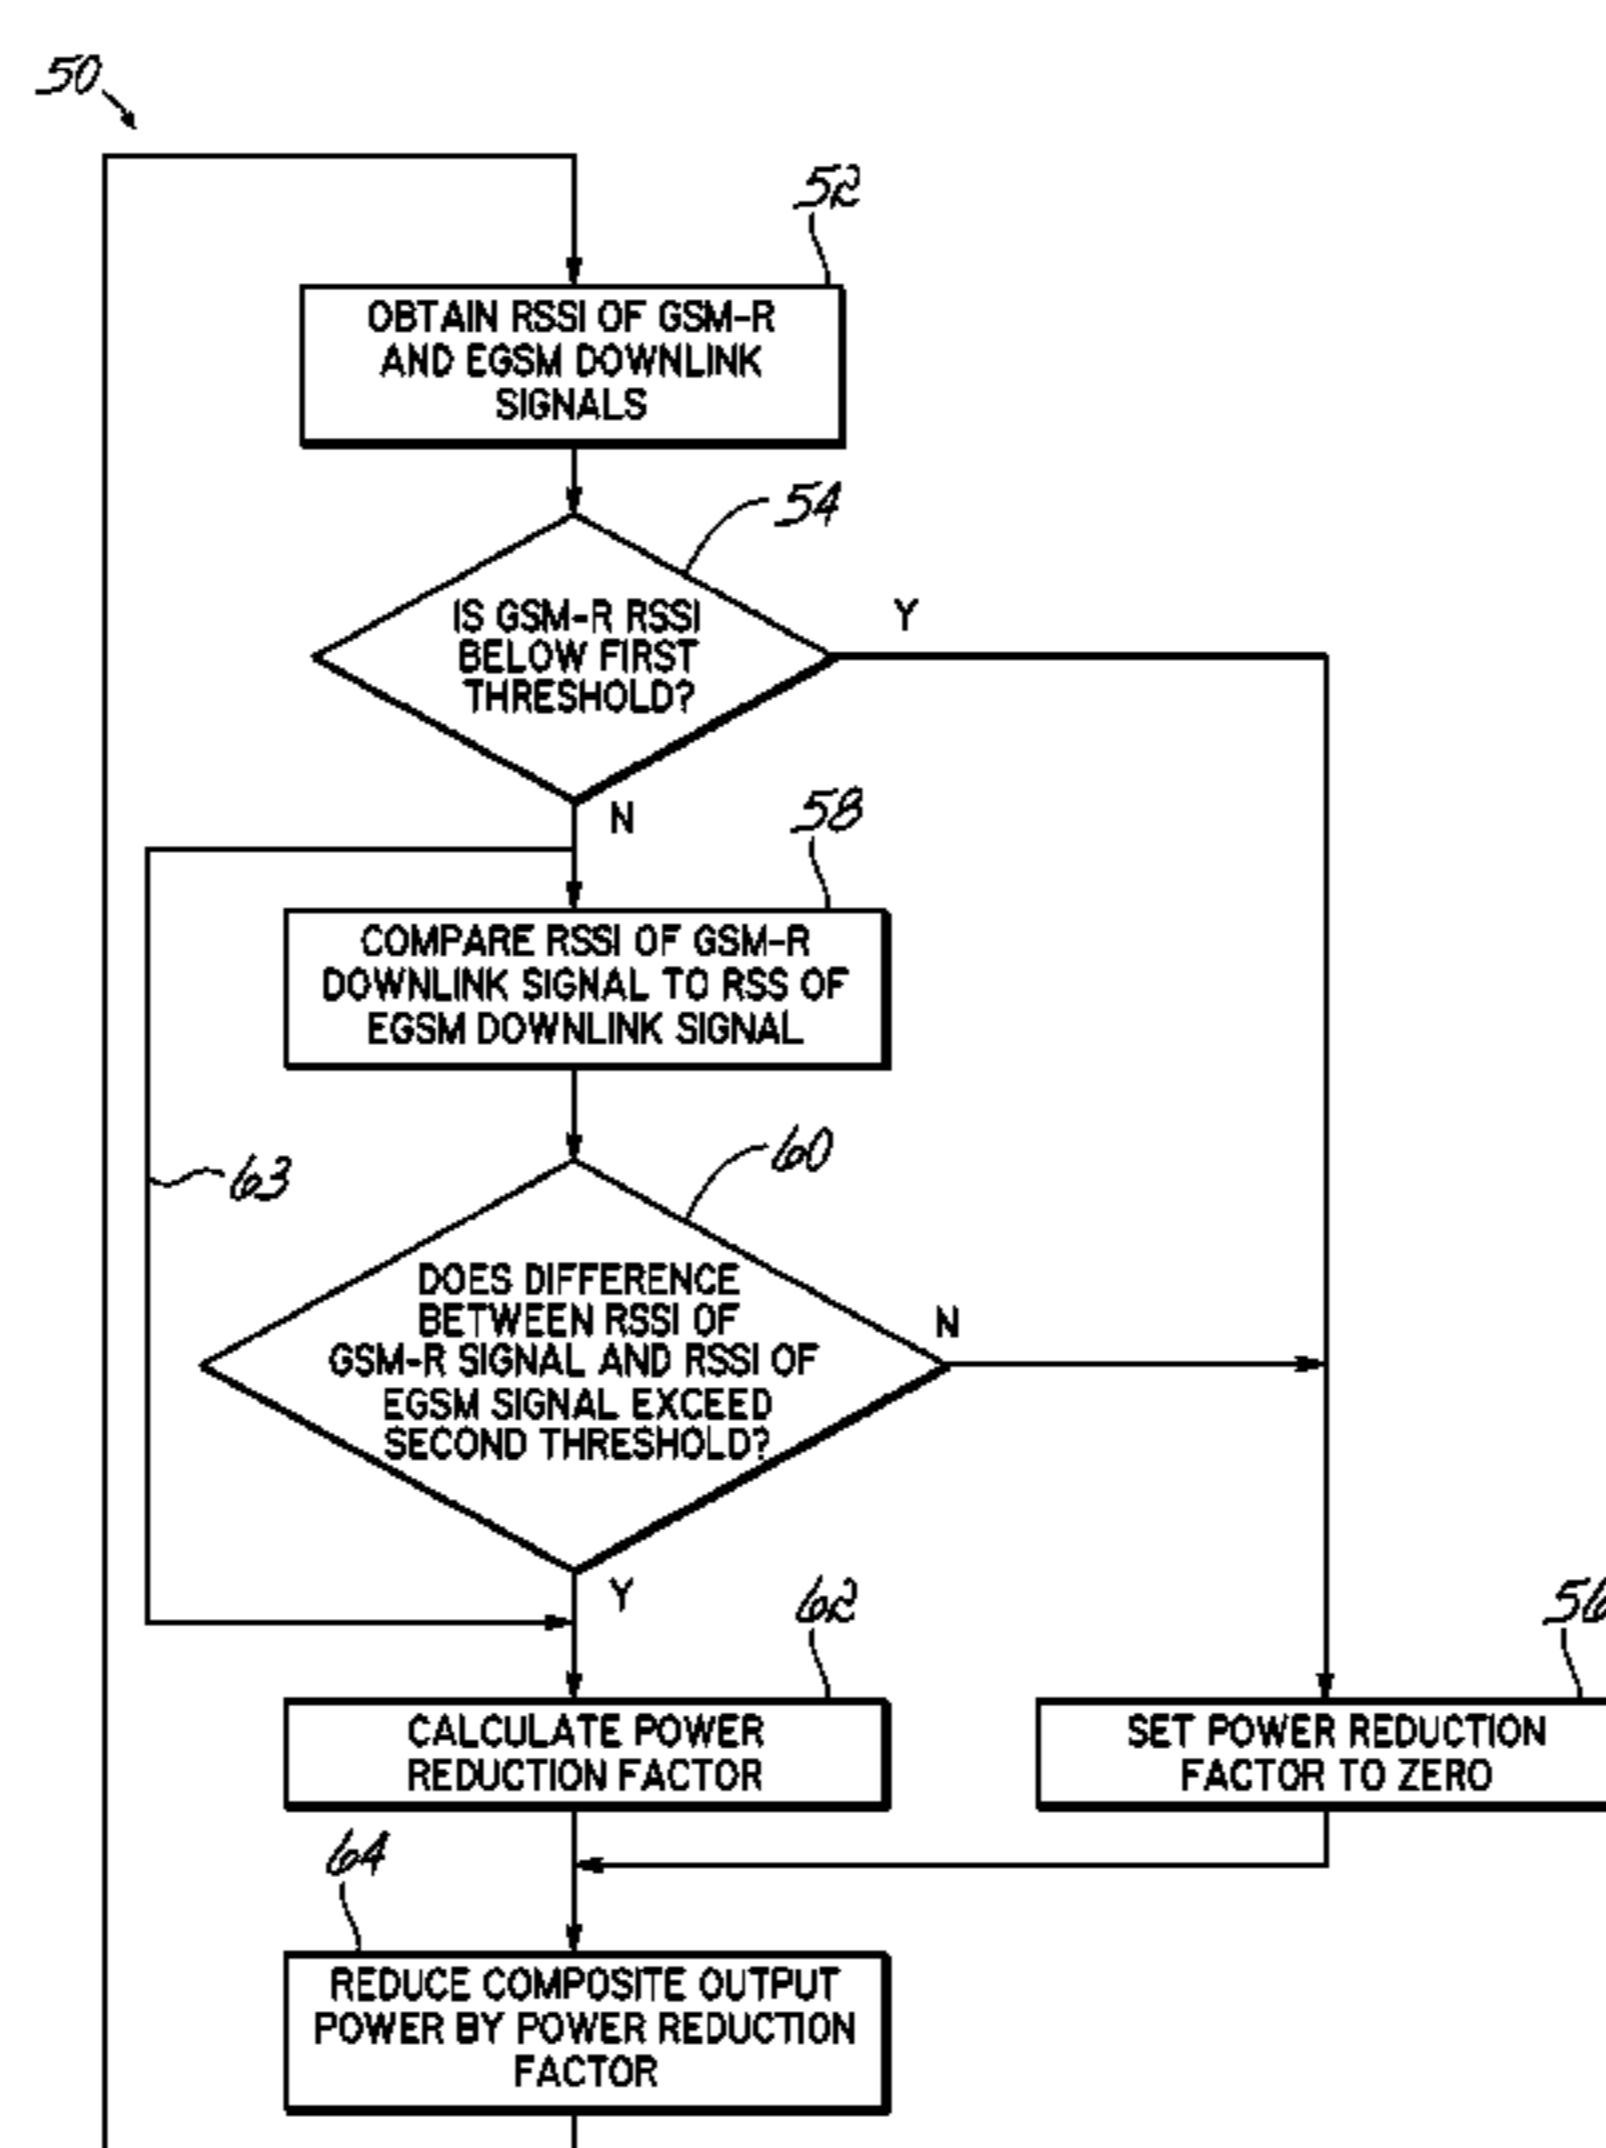 50
52
OBTAIN RSSI OF GSM-R
AND EGSM DOWNLINK
SIGNALS
54
IS GSM-R RSSI
BELOW FIRST
THRESHOLD?
Y
N
58
COMPARE RSSI OF GSM-R
DOWNLINK SIGNAL TO RSS OF
EGSM DOWNLINK SIGNAL
60
63
DOES DIFFERENCE
BETWEEN RSSI OF
GSM-R SIGNAL AND RSSI OF
EGSM SIGNAL EXCEED
SECOND THRESHOLD?
N
Y
62
56
CALCULATE POWER
REDUCTION FACTOR
SET POWER REDUCTION
FACTOR TO ZERO
64
REDUCE COMPOSITE OUTPUT
POWER BY POWER REDUCTION
FACTOR